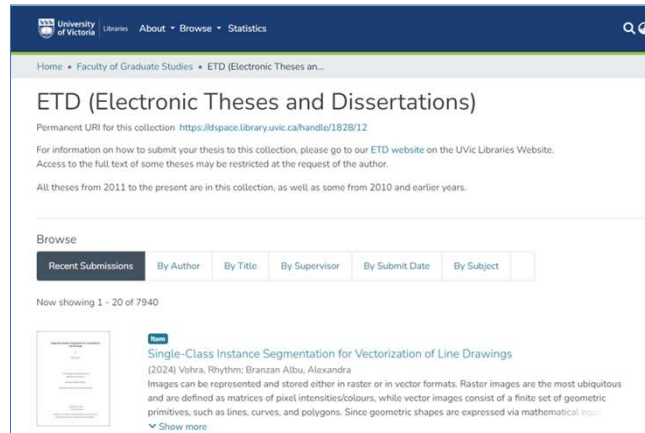 University
of Victoria
Libraries About Browse Statistics
Home • Faculty of Graduate Studies • ETD (Electronic Theses an...
ETD (Electronic Theses and Dissertations)
Permanent URI for this collection https://dspace.library.uvic.ca/handle/1828/12
For information on how to submit your thesis to this collection, please go to our ETD website on the UVic Libraries Website.
Access to the full text of some theses may be restricted at the request of the author.
All theses from 2011 to the present are in this collection, as well as some from 2010 and earlier years.
Browse
Recent Submissions By Author By Title By Supervisor By Submit Date By Subject
Now showing 1 - 20 of 7940
Item
Single-Class Instance Segmentation for Vectorization of Line Drawings
(2024) Vohra, Rhythm; Branzan Albu, Alexandra
Images can be represented and stored either in raster or in vector formats. Raster images are the most ubiquitous
and are defined as matrices of pixel intensities/colours, while vector images consist of a finite set of geometric
primitives, such as lines, curves, and polygons. Since geometric shapes are expressed via mathematical
Show more